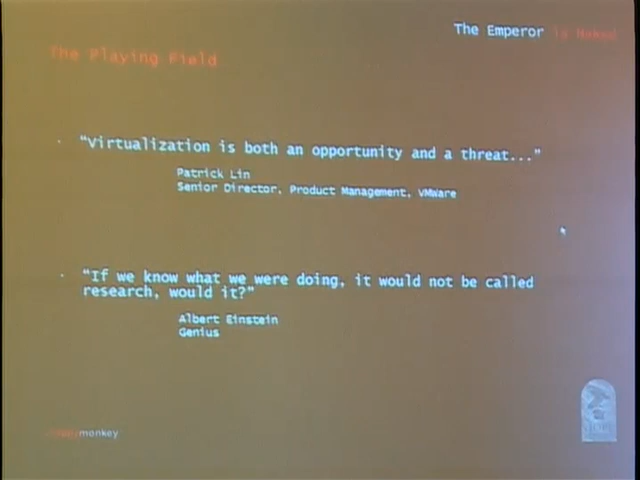 The Emperor is Naked
The Playing Field
"Virtualization is both an opportunity and a threat..."
Patrick Lin
Senior Director, Product Management, VMware
"If we know what we were doing, it would not be called
research, would it?"
Albert Einstein
Genius
monkey